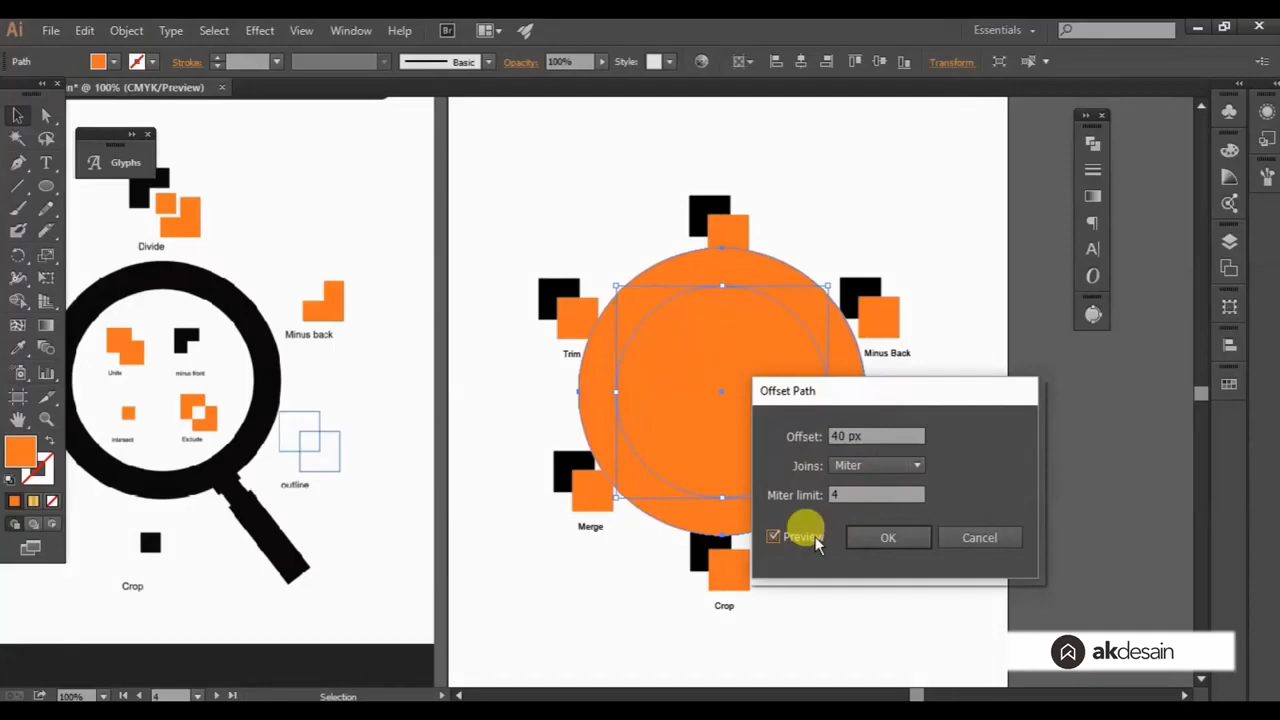 Ai File Edit Object Type Select Effect View Window Help Br Essentials
Path Stroke: Basic Opacity: 100% Style: Transform
n* @ 100% (CMYK/Preview) ×
A Glyphs
Divide
Minus back
Unite
minus front
Intersect
Exclude
outline
Crop
Trim
Minus Back
Merge
Crop
Offset Path
Offset: 40 px
Joins: Miter
Miter limit: 4
Preview OK Cancel
akdesain
100% 4 Selection